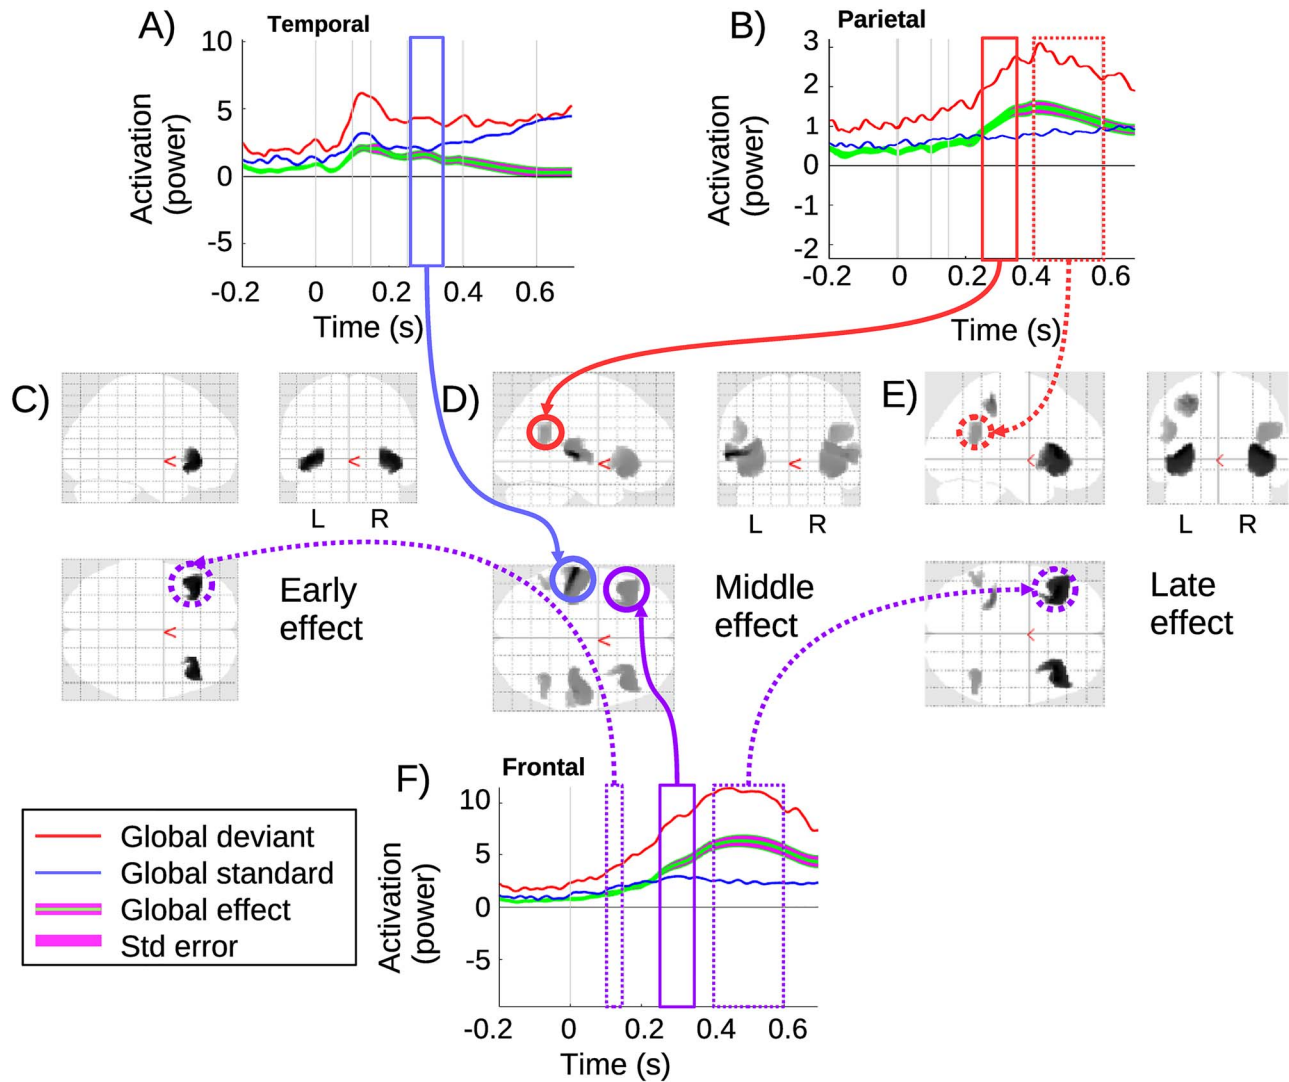 A)
Temporal
10
5
0
-5
Activation
(power)
-0.2 0 0.2 0.4 0.6
Time (s)
B)
Parietal
3
2
1
0
-1
-2
Activation
(power)
-0.2 0 0.2 0.4 0.6
Time (s)
C)
L R
Early
effect
D)
L R
Middle
effect
E)
L R
Late
effect
F)
Frontal
10
5
0
-5
Activation
(power)
-0.2 0 0.2 0.4 0.6
Time (s)
Global deviant
Global standard
Global effect
Std error